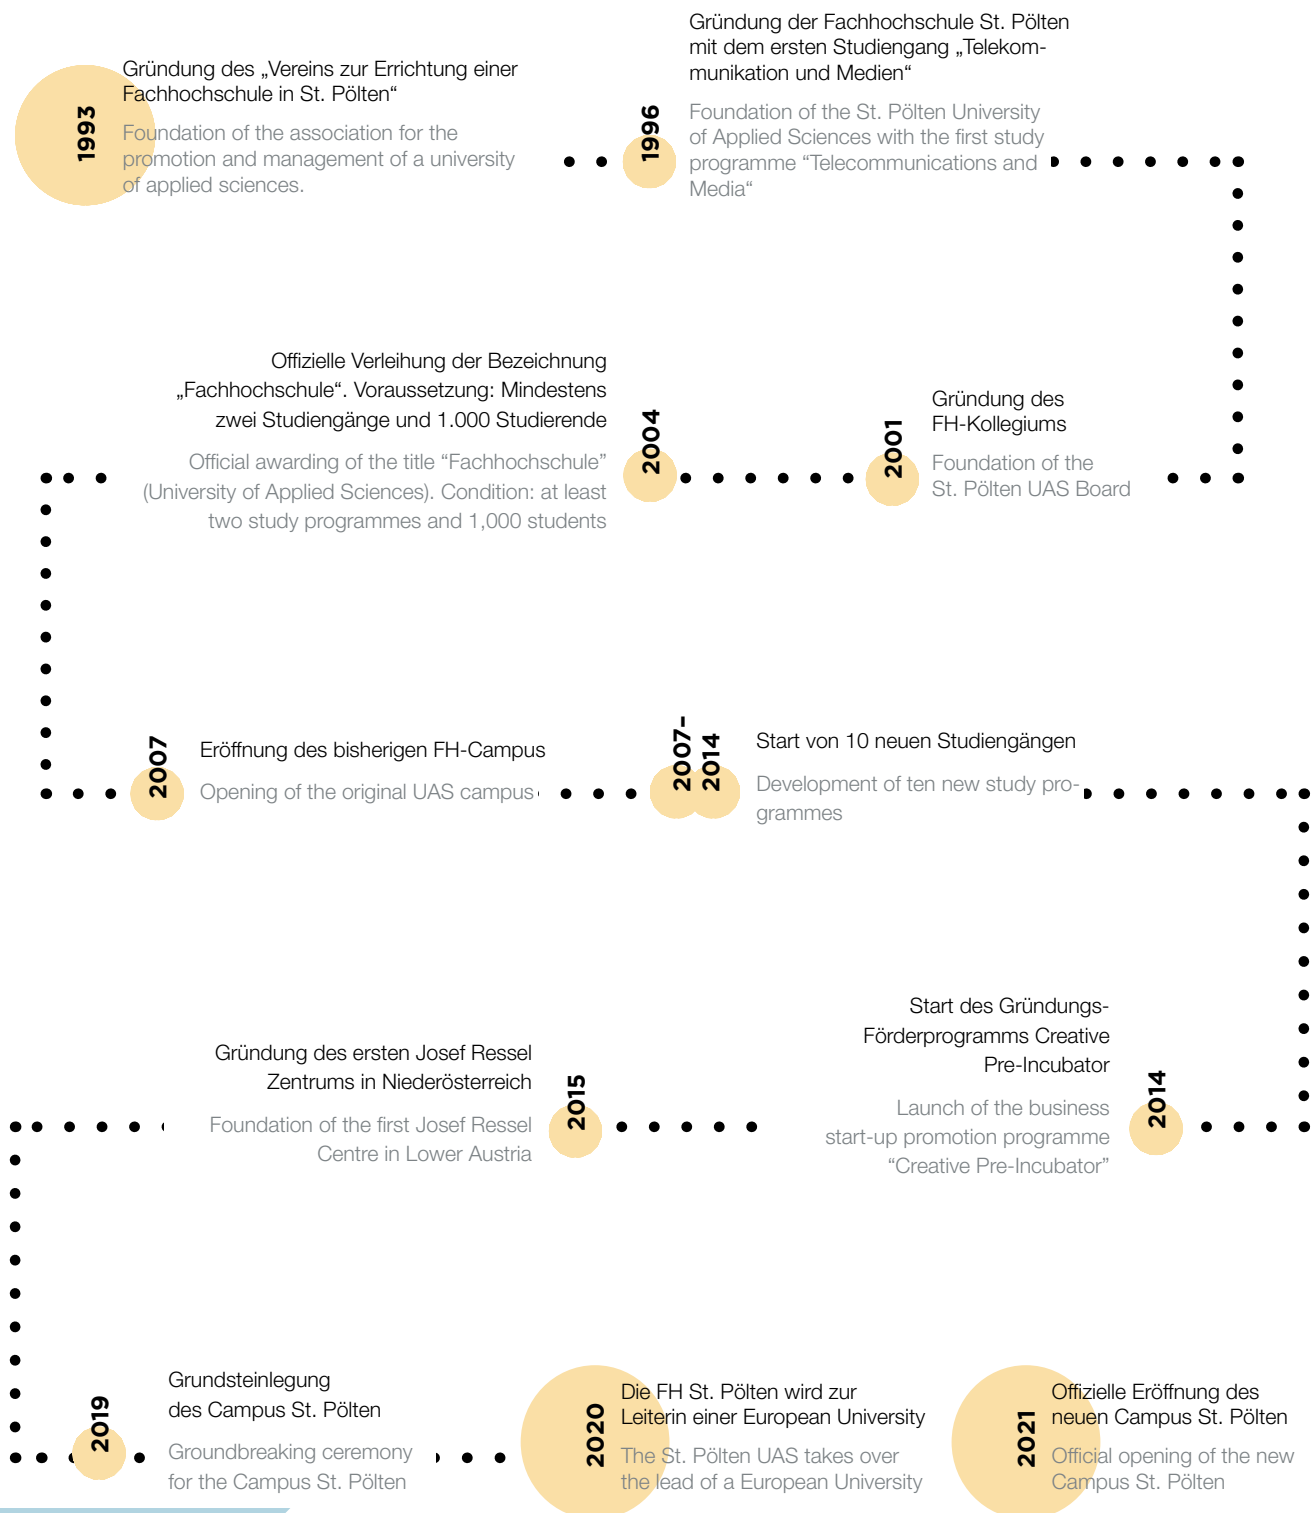 1993
Gründung des „Vereins zur Errichtung einer
Fachhochschule in St. Pölten“
Foundation of the association for the
promotion and management of a university
of applied sciences.
1996
Gründung der Fachhochschule St. Pölten
mit dem ersten Studiengang „Telekom-
munikation und Medien“
Foundation of the St. Pölten University
of Applied Sciences with the first study
programme “Telecommunications and
Media“
2001
Gründung des
FH-Kollegiums
Foundation of the
St. Pölten UAS Board
2004
Offizielle Verleihung der Bezeichnung
„Fachhochschule“. Voraussetzung: Mindestens
zwei Studiengänge und 1.000 Studierende
Official awarding of the title “Fachhochschule”
(University of Applied Sciences). Condition: at least
two study programmes and 1,000 students
2007
Eröffnung des bisherigen FH-Campus
Opening of the original UAS campus
2007–
2014
Start von 10 neuen Studiengängen
Development of ten new study pro-
grammes
2014
Start des Gründungs-
Förderprogramms Creative
Pre-Incubator
Launch of the business
start-up promotion programme
“Creative Pre-Incubator”
2015
Gründung des ersten Josef Ressel
Zentrums in Niederösterreich
Foundation of the first Josef Ressel
Centre in Lower Austria
2019
Grundsteinlegung
des Campus St. Pölten
Groundbreaking ceremony
for the Campus St. Pölten
2020
Die FH St. Pölten wird zur
Leiterin einer European University
The St. Pölten UAS takes over
the lead of a European University
2021
Offizielle Eröffnung des
neuen Campus St. Pölten
Official opening of the new
Campus St. Pölten